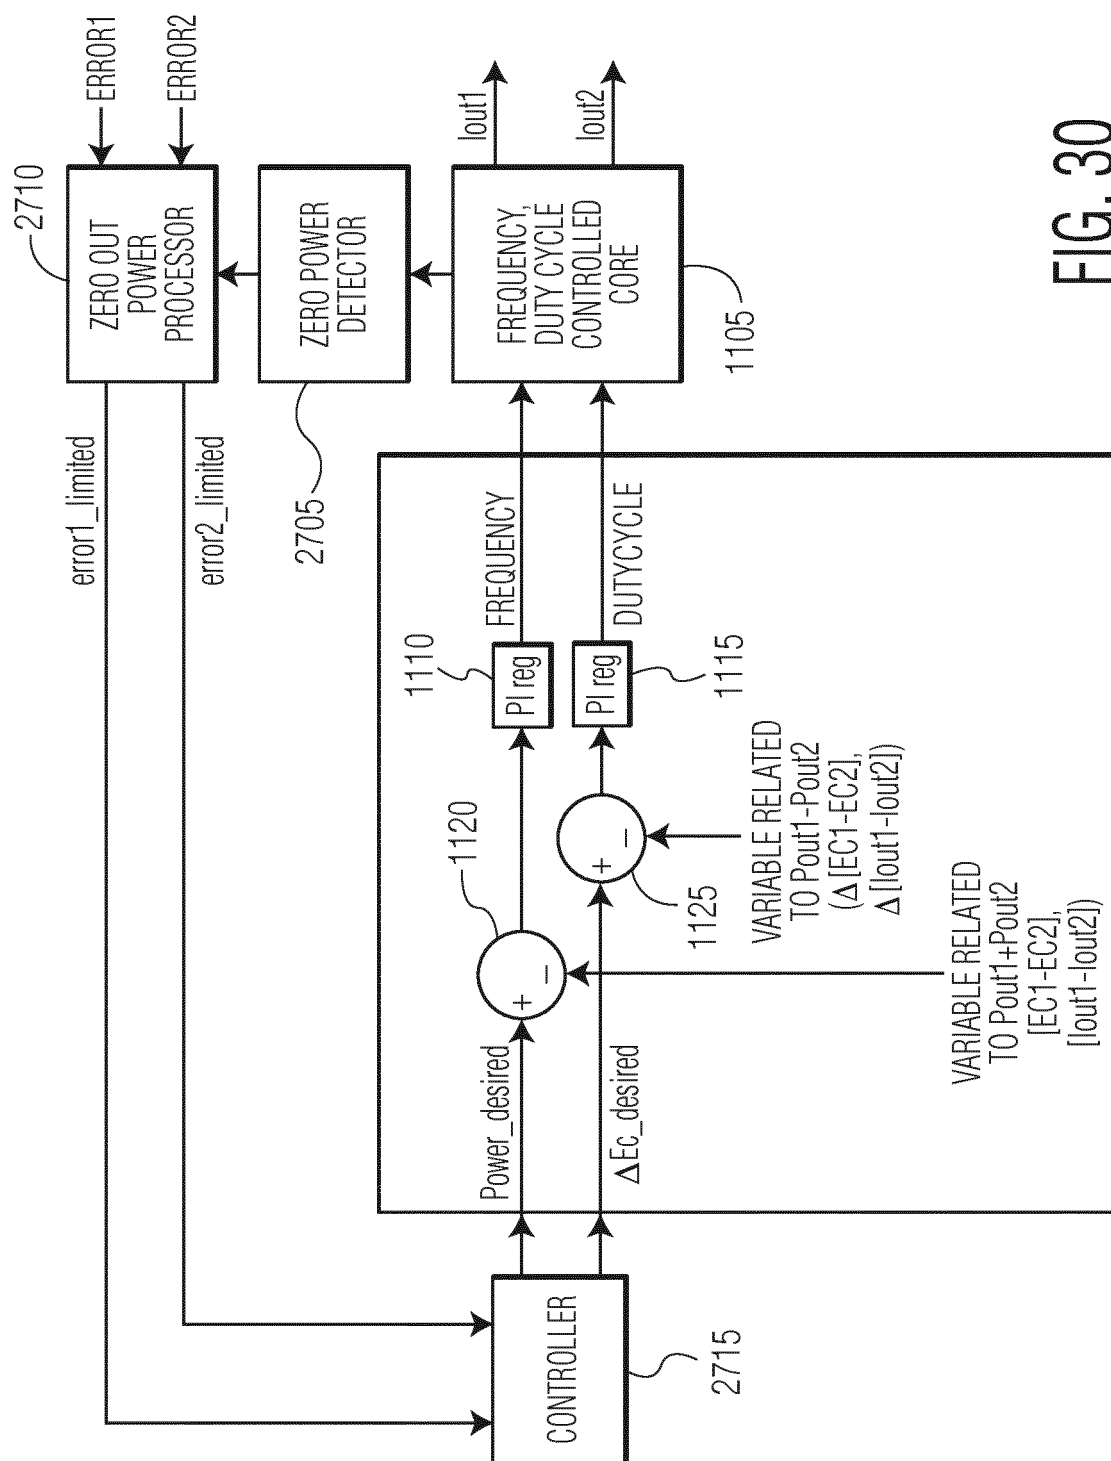 2710
ZERO OUT
POWER
PROCESSOR
ERROR1
ERROR2
error1_limited
error2_limited
ZERO POWER
DETECTOR
2705
FREQUENCY,
DUTY CYCLE
CONTROLLED
CORE
1105
Iout1
Iout2
FREQUENCY
DUTYCYCLE
1110
PI reg
PI reg
1115
1120
+
−
+
−
1125
VARIABLE RELATED
TO Pout1-Pout2
(Δ[EC1-EC2],
Δ[Iout1-Iout2])
VARIABLE RELATED
TO Pout1+Pout2
[EC1-EC2],
[Iout1-Iout2])
Power_desired
ΔEc_desired
CONTROLLER
2715
FIG. 30